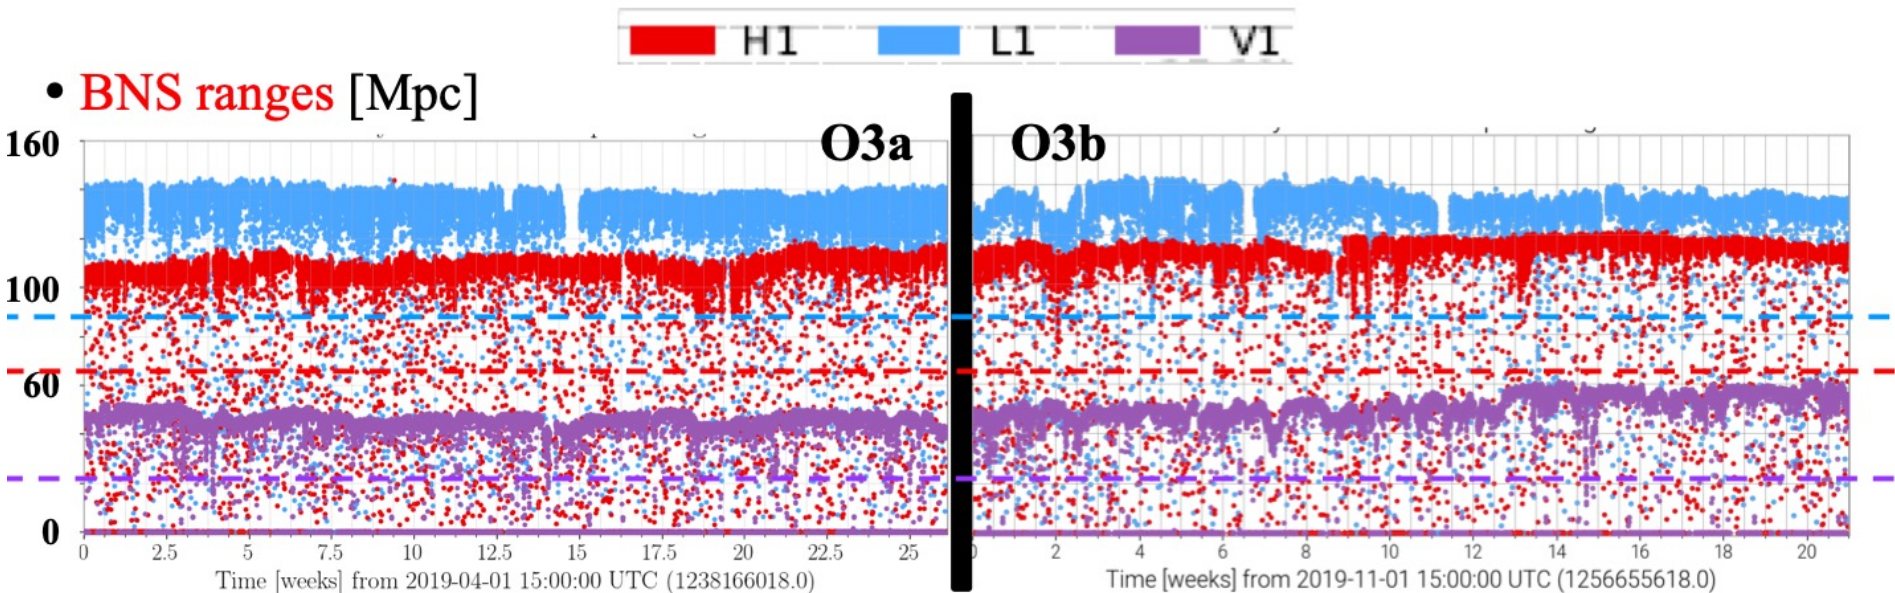 H1 L1 V1
• BNS ranges [Mpc]
160 O3a O3b
100
60
0
0 2.5 5 7.5 10 12.5 15 17.5 20 22.5 25 0 2 4 6 8 10 12 14 16 18 20
Time [weeks] from 2019-04-01 15:00:00 UTC (1238166018.0) Time [weeks] from 2019-11-01 15:00:00 UTC (1256655618.0)